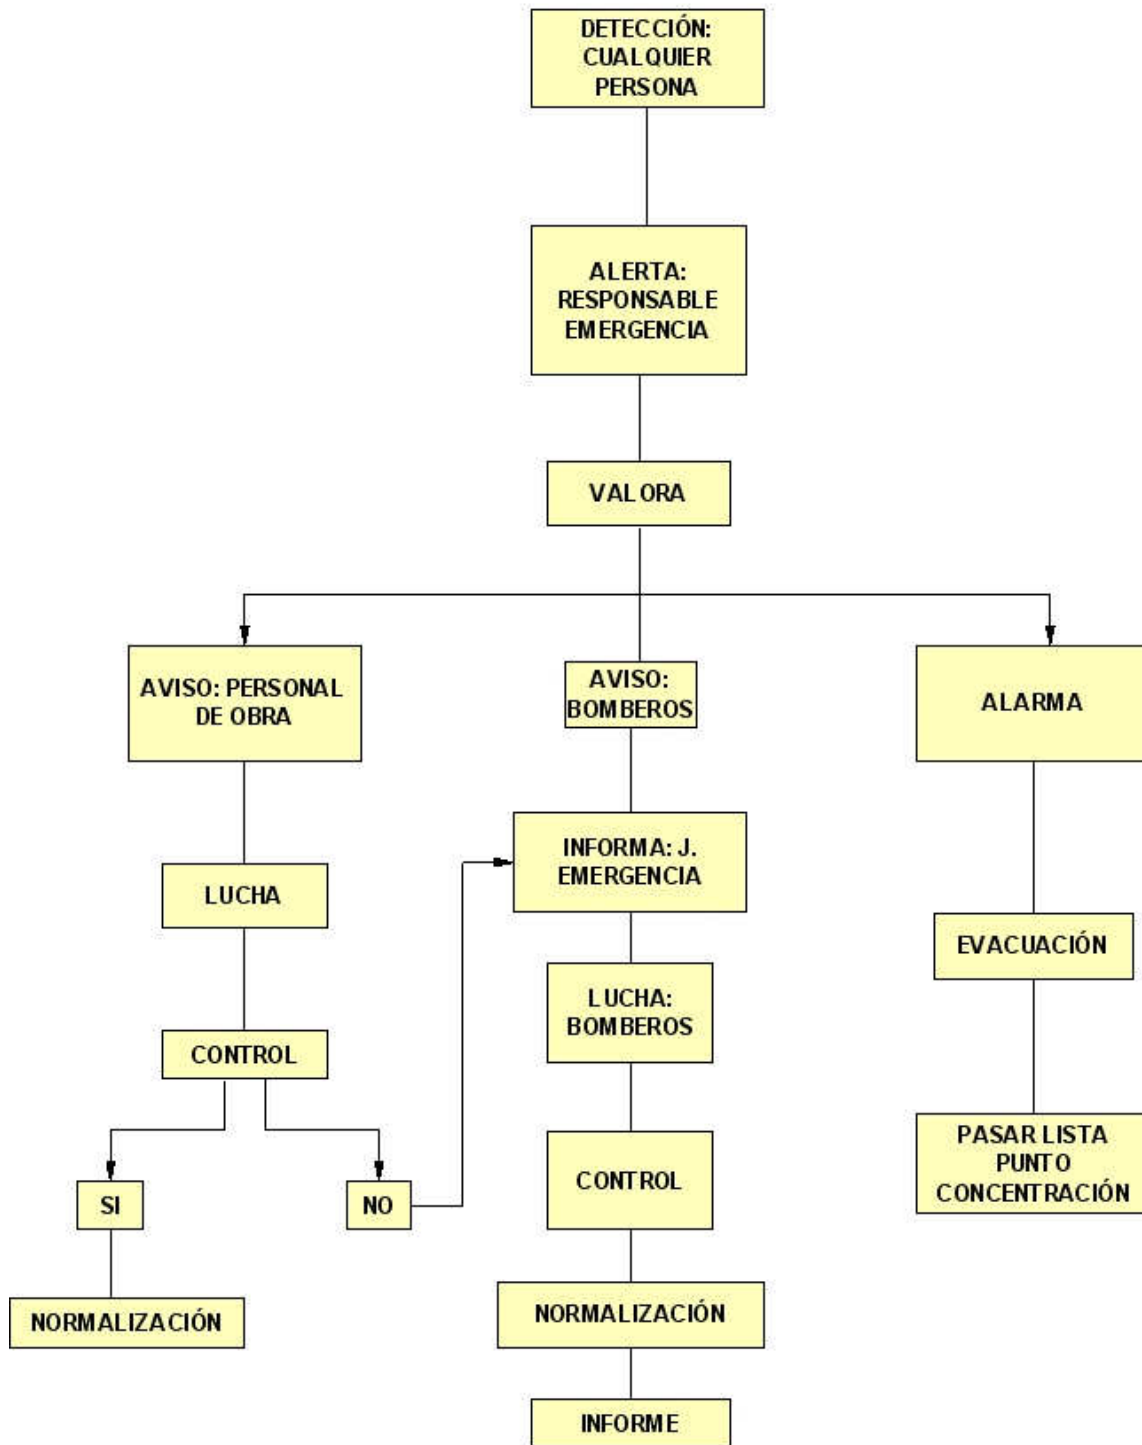 DETECCIÓN:
CUALQUIER
PERSONA
ALERTA:
RESPONSABLE
EMERGENCIA
VALORA
AVISO: PERSONAL
DE OBRA
AVISO:
BOMBEROS
ALARMA
INFORMA: J.
EMERGENCIA
LUCHA
EVACUACIÓN
LUCHA:
BOMBEROS
CONTROL
PASAR LISTA
PUNTO
CONCENTRACIÓN
CONTROL
SI
NO
NORMALIZACIÓN
NORMALIZACIÓN
INFORME